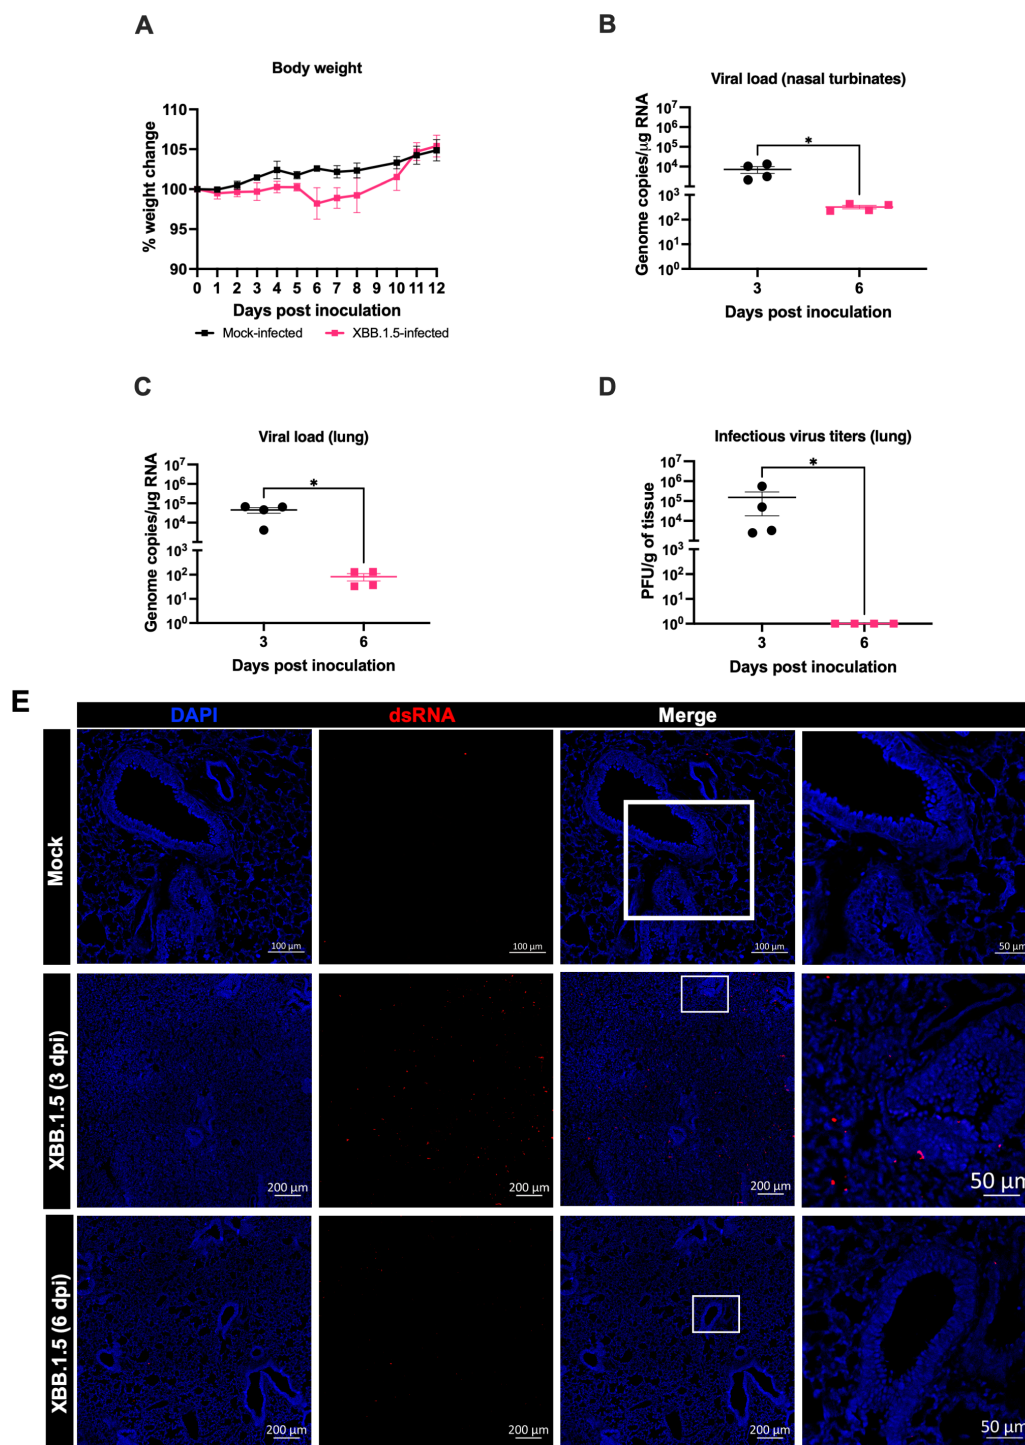 A
Body weight
% weight change
110
105
100
95
90
0 1 2 3 4 5 6 7 8 9 10 11 12
Days post inoculation
Mock-infected XBB.1.5-infected
B
Viral load (nasal turbinates)
Genome copies/μg RNA
10⁷
10⁶
10⁵
10⁴
10³
10²
10¹
10⁰
*
3 6
Days post inoculation
C
Viral load (lung)
Genome copies/μg RNA
10⁷
10⁶
10⁵
10⁴
10³
10²
10¹
10⁰
*
3 6
Days post inoculation
D
Infectious virus titers (lung)
PFU/g of tissue
10⁷
10⁶
10⁵
10⁴
10³
10²
10¹
10⁰
*
3 6
Days post inoculation
E
DAPI dsRNA Merge
Mock
100 μm 100 μm 100 μm 50 μm
XBB.1.5 (3 dpi)
200 μm 200 μm 200 μm 50 μm
XBB.1.5 (6 dpi)
200 μm 200 μm 200 μm 50 μm